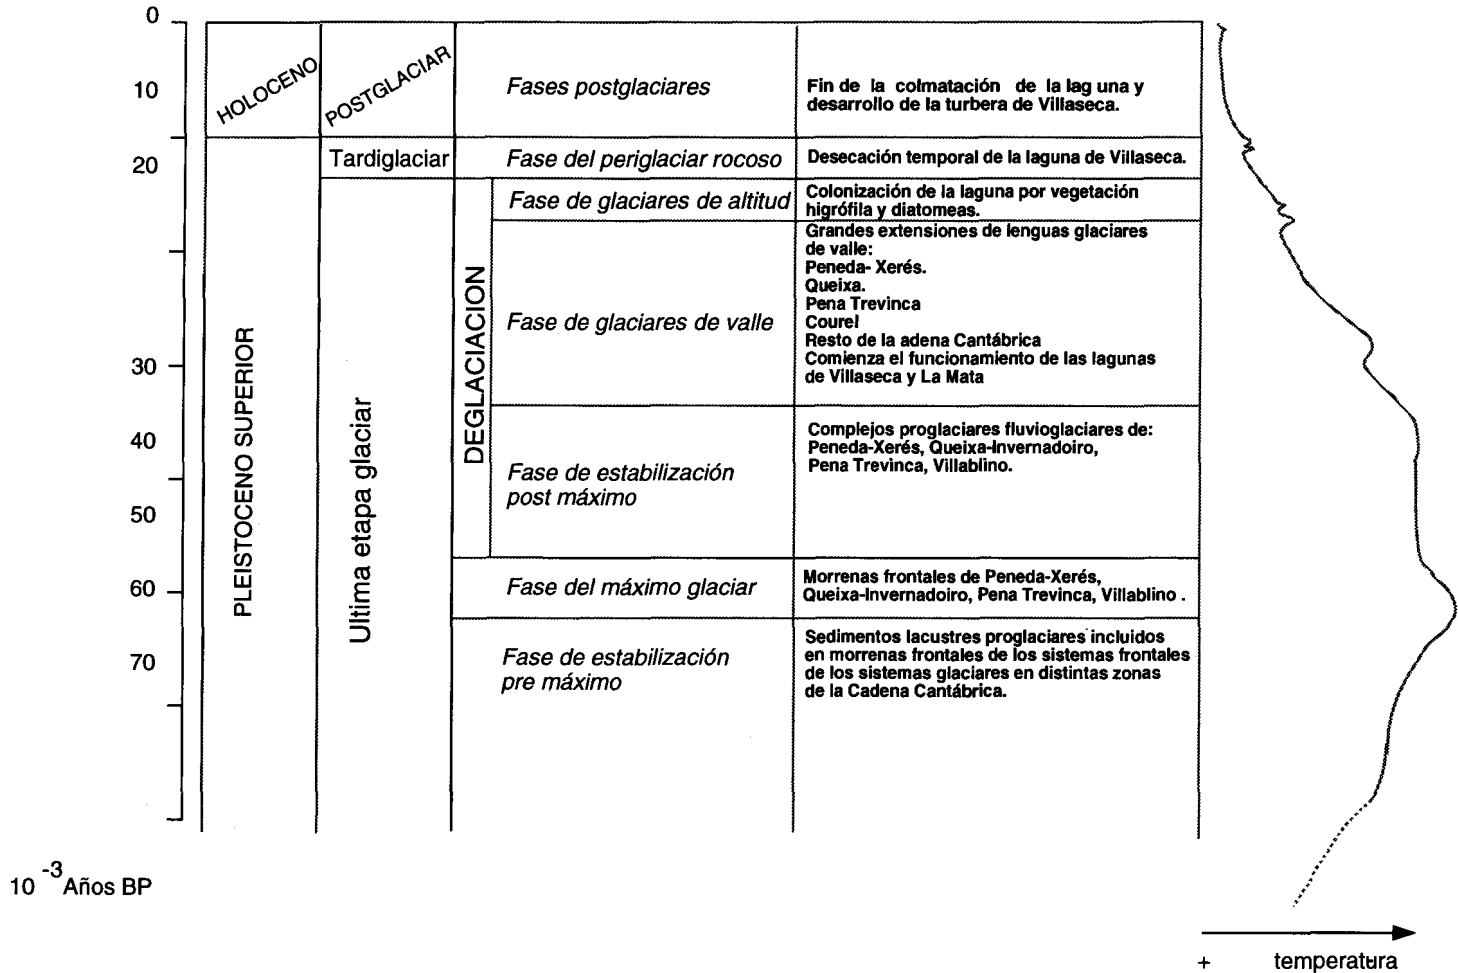 0
10
20
30
40
50
60
70
10 -3 Años BP
HOLOCENO
POSTGLACIAR
PLEISTOCENO SUPERIOR
Tardiglaciar
Ultima etapa glaciar
DEGLACIACION
Fases postglaciares
Fin de la colmatación de la lag una y
desarrollo de la turbera de Villaseca.
Fase del periglaciar rocoso
Desecación temporal de la laguna de Villaseca.
Fase de glaciares de altitud
Colonización de la laguna por vegetación
higrófila y diatomeas.
Fase de glaciares de valle
Grandes extensiones de lenguas glaciares
de valle:
Peneda- Xerés.
Queixa.
Pena Trevinca
Courel
Resto de la adena Cantábrica
Comienza el funcionamiento de las lagunas
de Villaseca y La Mata
Fase de estabilización
post máximo
Complejos proglaciares fluvioglaciares de:
Peneda-Xerés, Queixa-Invernadoiro,
Pena Trevinca, Villablino.
Fase del máximo glaciar
Morrenas frontales de Peneda-Xerés,
Queixa-Invernadoiro, Pena Trevinca, Villablino .
Fase de estabilización
pre máximo
Sedimentos lacustres proglaciares incluidos
en morrenas frontales de los sistemas frontales
de los sistemas glaciares en distintas zonas
de la Cadena Cantábrica.
+ temperatura